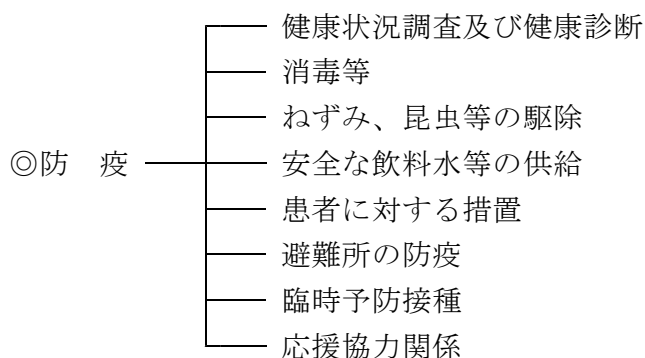 健康状況調査及び健康診断
消毒等
ねずみ、昆虫等の駆除
◎防　疫
安全な飲料水等の供給
患者に対する措置
避難所の防疫
臨時予防接種
応援協力関係